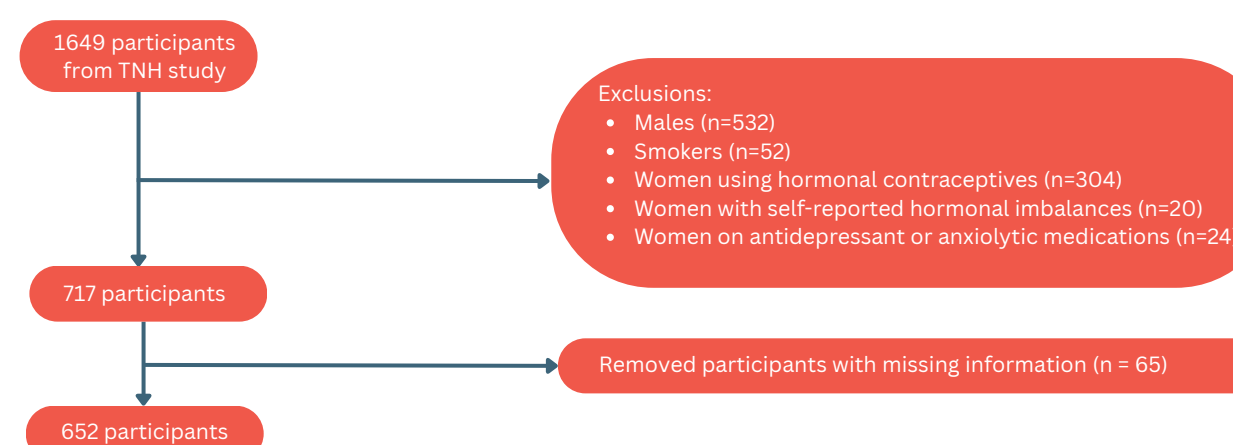 1649 participants
from TNH study
Exclusions:
• Males (n=532)
• Smokers (n=52)
• Women using hormonal contraceptives (n=304)
• Women with self-reported hormonal imbalances (n=20)
• Women on antidepressant or anxiolytic medications (n=24
717 participants
Removed participants with missing information (n = 65)
652 participants